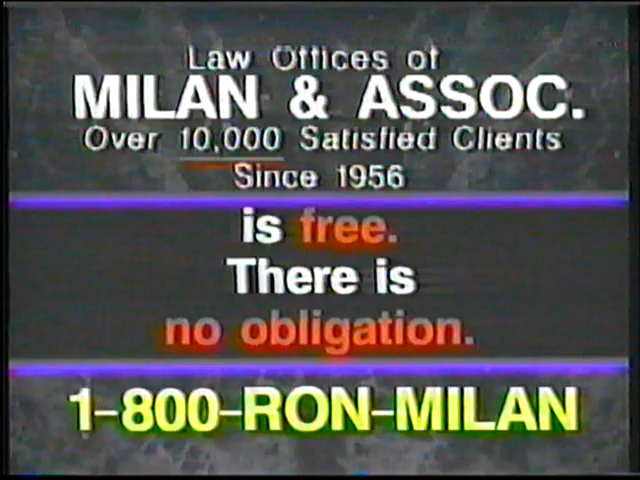 Law Offices of
MILAN & ASSOC.
Over 10,000 Satisfied Clients
Since 1956
is free.
There is
no obligation.
1-800-RON-MILAN